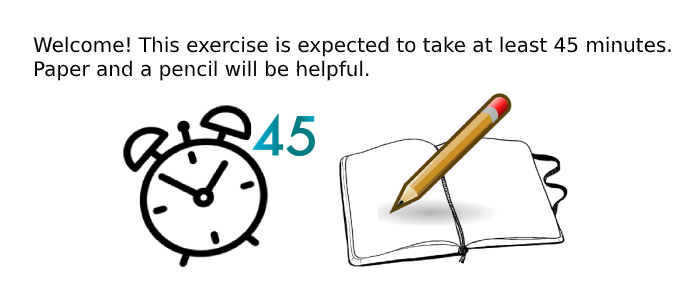 Welcome! This exercise is expected to take at least 45 minutes.
Paper and a pencil will be helpful.
45